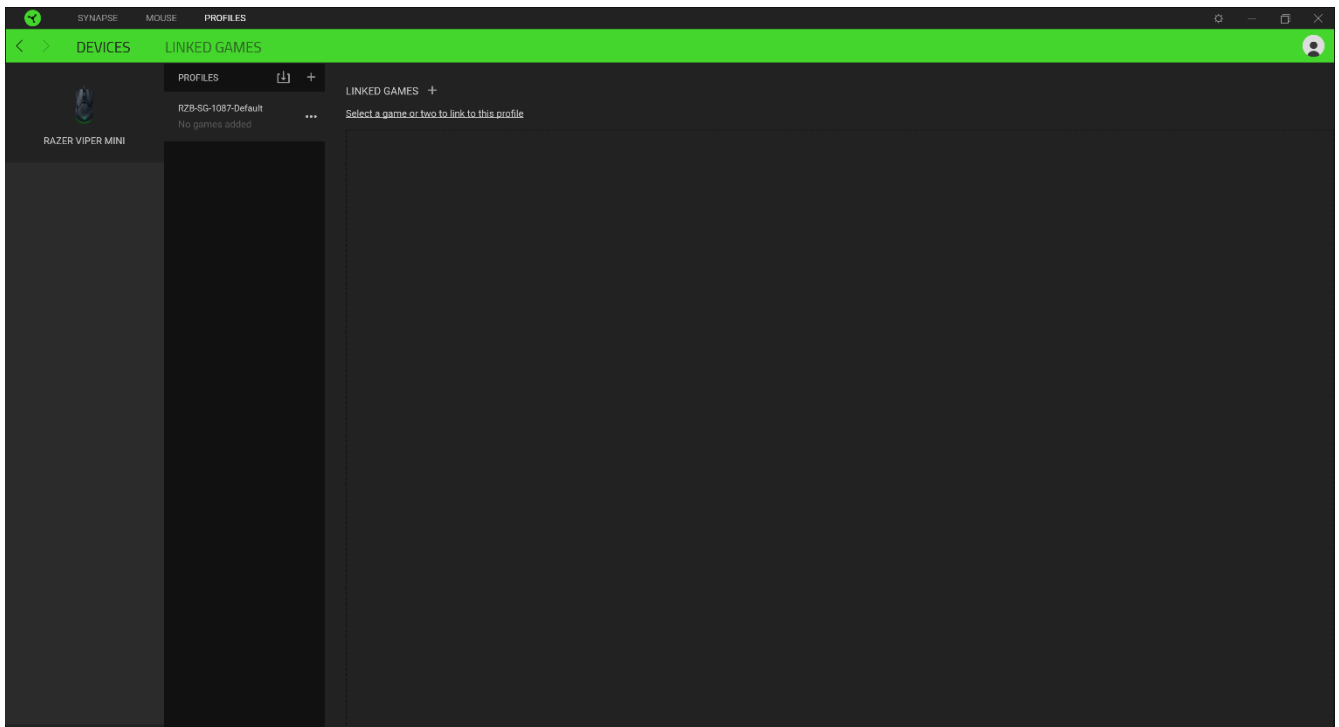 SYNAPSE MOUSE PROFILES
DEVICES LINKED GAMES
RAZER VIPER MINI
PROFILES
RZB-SG-1087-Default
No games added
LINKED GAMES +
Select a game or two to link to this profile